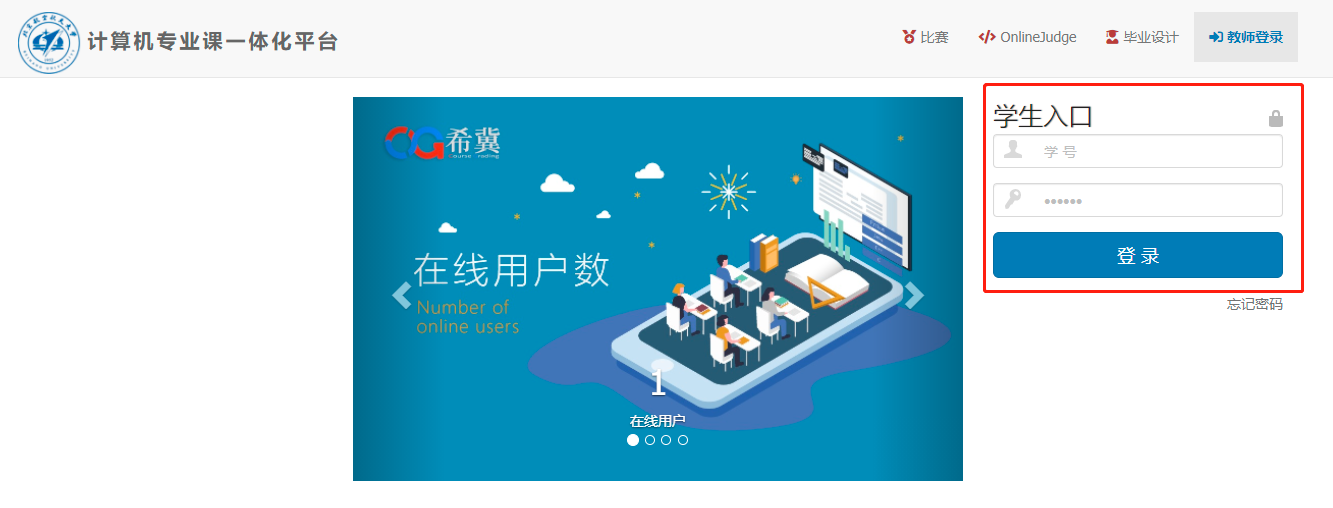 计算机专业课一体化平台
比赛
OnlineJudge
毕业设计
教师登录
希冀
Course Grading
在线用户数
Number of
online users
1
在线用户
学生入口
学 号
••••••
登 录
忘记密码